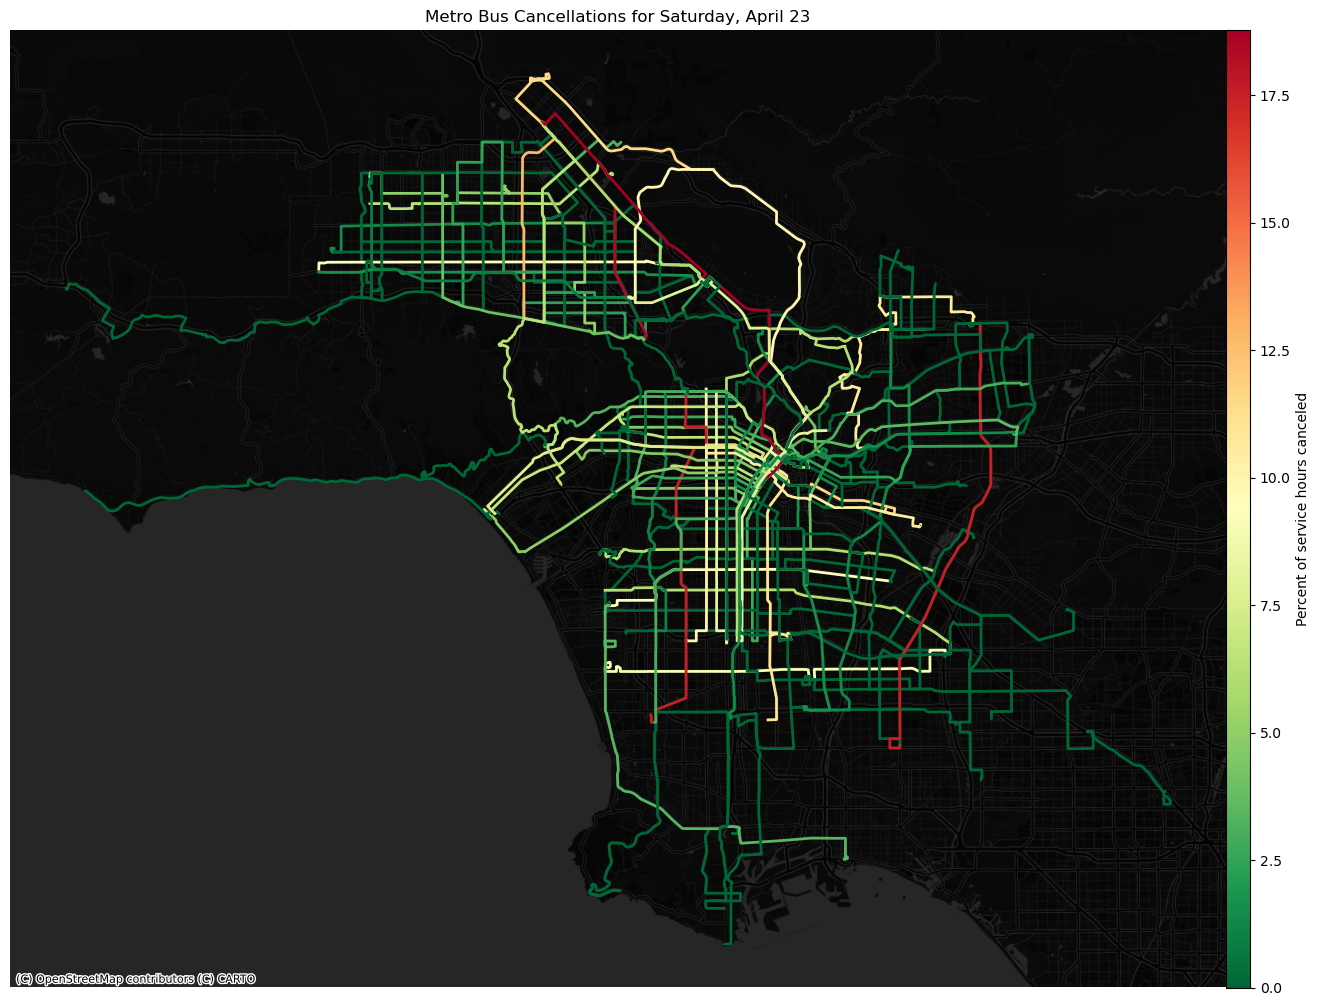 Metro Bus Cancellations for Saturday, April 23
17.5
15.0
12.5
10.0
7.5
5.0
2.5
0.0
Percent of service hours canceled
(C) OpenStreetMap contributors (C) CARTO